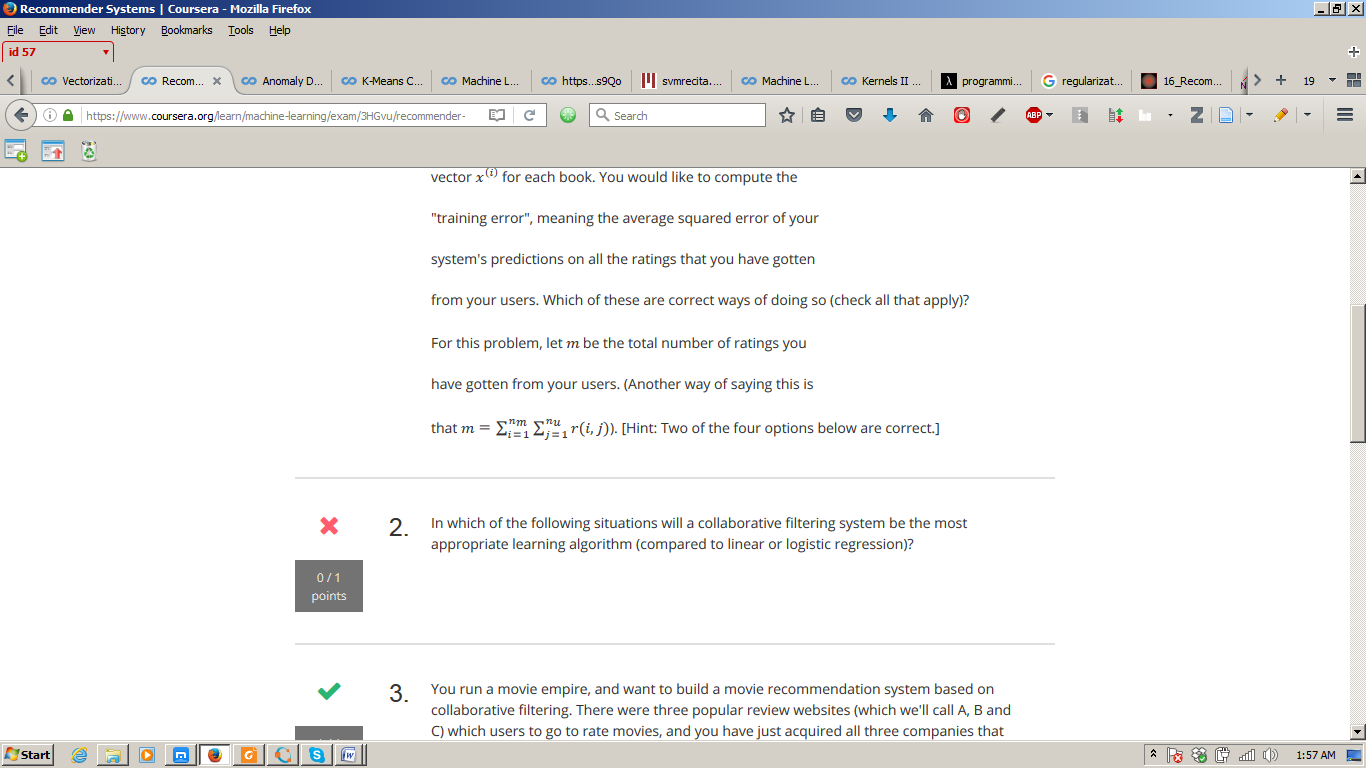 Recommender Systems | Coursera - Mozilla Firefox
File Edit View History Bookmarks Tools Help
id 57
Vectorizati... Recom... Anomaly D... K-Means C... Machine L... https...s9Qo svmrecita... Machine L... Kernels II ... programmi... regularizat... 16_Recom... 19
https://www.coursera.org/learn/machine-learning/exam/3HGvu/recommender- Search ABP
vector x^(i) for each book. You would like to compute the
"training error", meaning the average squared error of your
system's predictions on all the ratings that you have gotten
from your users. Which of these are correct ways of doing so (check all that apply)?
For this problem, let m be the total number of ratings you
have gotten from your users. (Another way of saying this is
that m = ∑_{i=1}^{n_m} ∑_{j=1}^{n_u} r(i, j)). [Hint: Two of the four options below are correct.]
2. In which of the following situations will a collaborative filtering system be the most
appropriate learning algorithm (compared to linear or logistic regression)?
0 / 1
points
3. You run a movie empire, and want to build a movie recommendation system based on
collaborative filtering. There were three popular review websites (which we'll call A, B and
C) which users to go to rate movies, and you have just acquired all three companies that
Start 1:57 AM